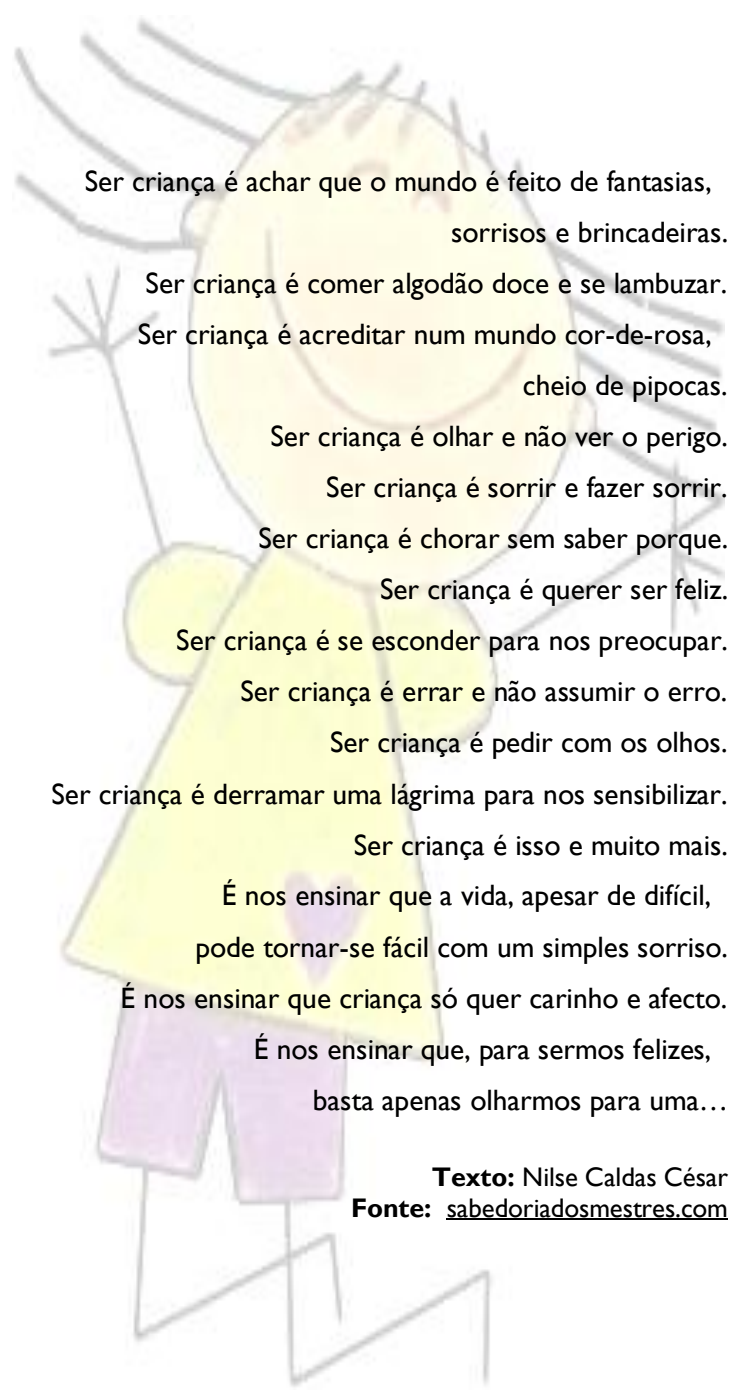 Ser criança é achar que o mundo é feito de fantasias,
sorrisos e brincadeiras.
Ser criança é comer algodão doce e se lambuzar.
Ser criança é acreditar num mundo cor-de-rosa,
cheio de pipocas.
Ser criança é olhar e não ver o perigo.
Ser criança é sorrir e fazer sorrir.
Ser criança é chorar sem saber porque.
Ser criança é querer ser feliz.
Ser criança é se esconder para nos preocupar.
Ser criança é errar e não assumir o erro.
Ser criança é pedir com os olhos.
Ser criança é derramar uma lágrima para nos sensibilizar.
Ser criança é isso e muito mais.
É nos ensinar que a vida, apesar de difícil,
pode tornar-se fácil com um simples sorriso.
É nos ensinar que criança só quer carinho e afecto.
É nos ensinar que, para sermos felizes,
basta apenas olharmos para uma…
Texto: Nilse Caldas César
Fonte: sabedoriadosmestres.com